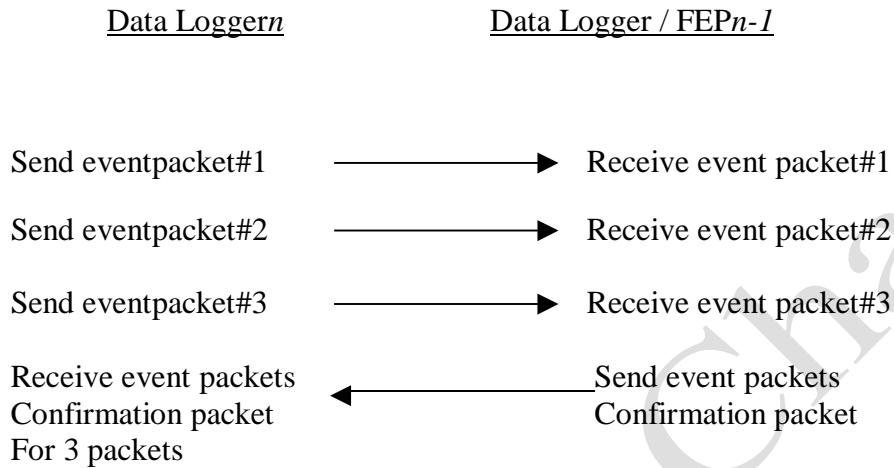 Data Loggern Data Logger / FEPn-1
Send eventpacket#1 Receive event packet#1
Send eventpacket#2 Receive event packet#2
Send eventpacket#3 Receive event packet#3
Receive event packets Send event packets
Confirmation packet Confirmation packet
For 3 packets
Cha